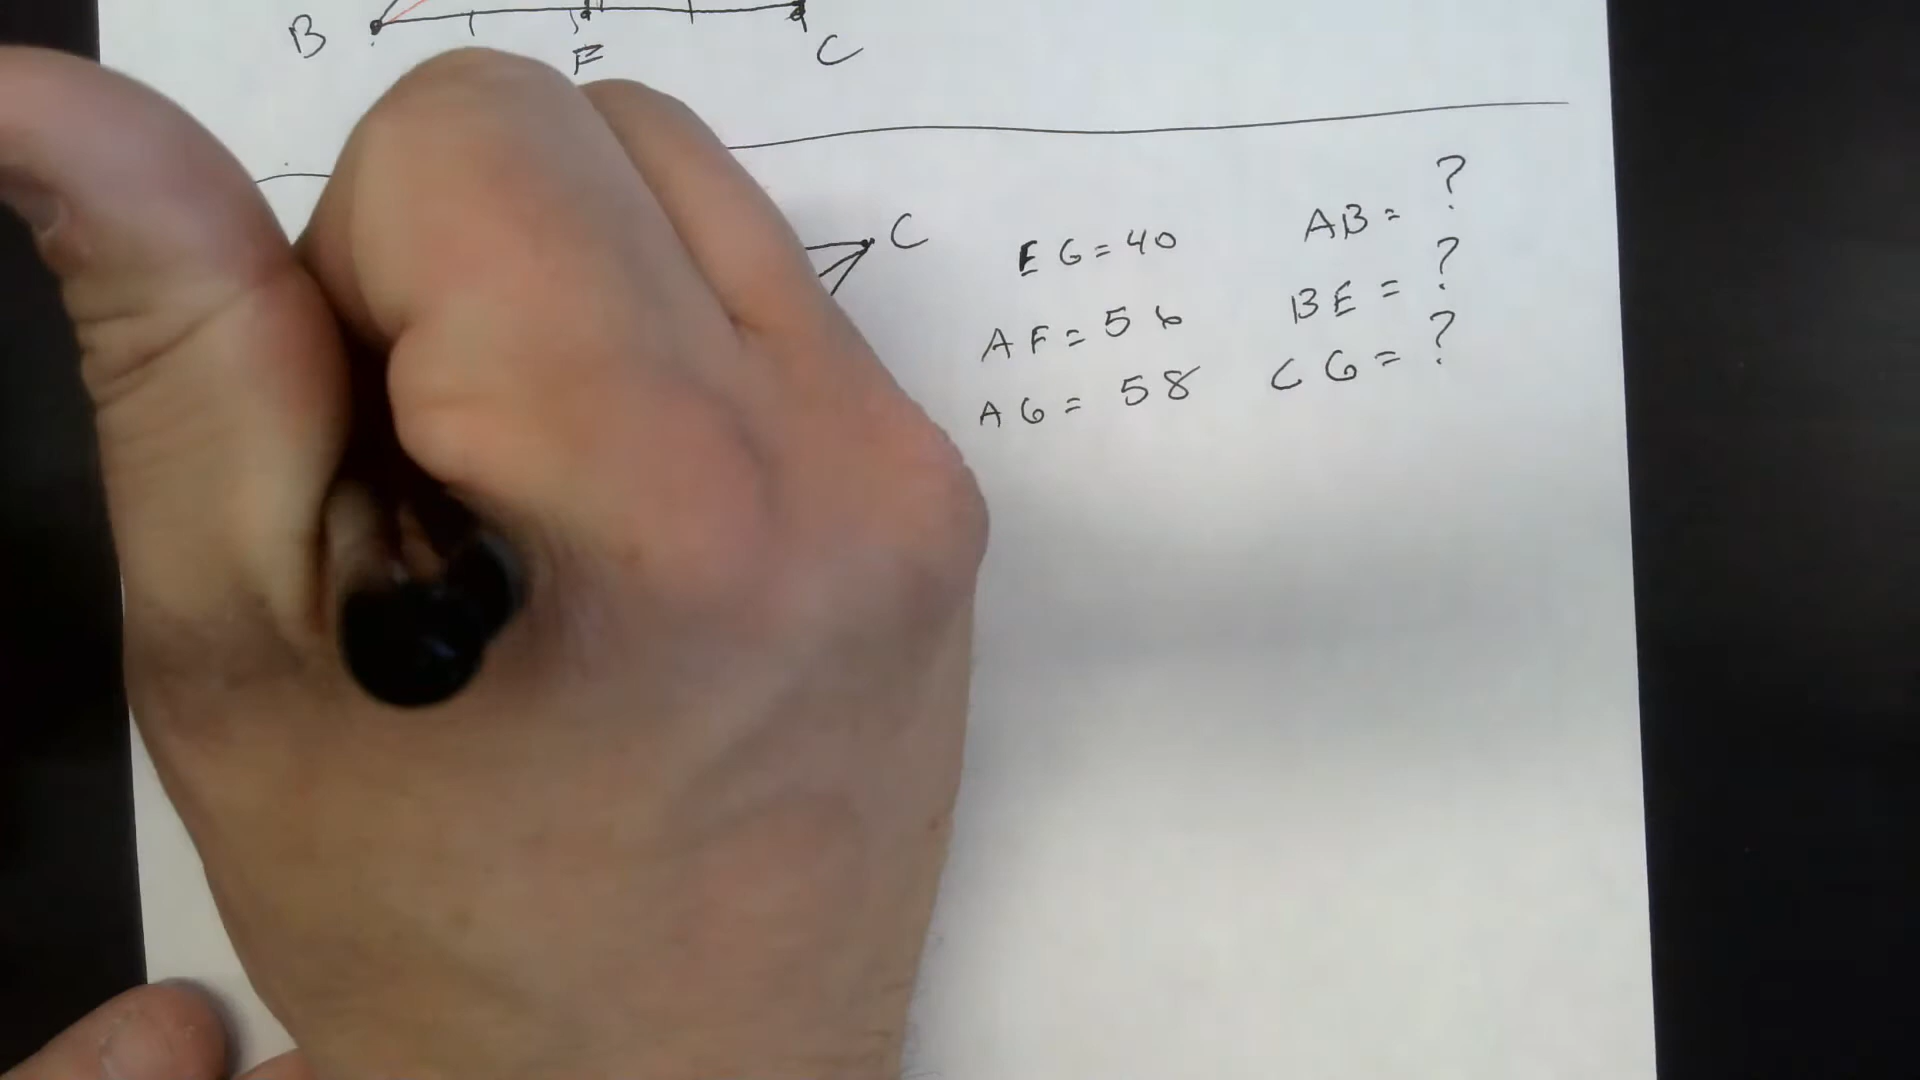 B
F
C
C
EG = 40
AB = ?
AF = 56
BE = ?
AG = 58
CG = ?